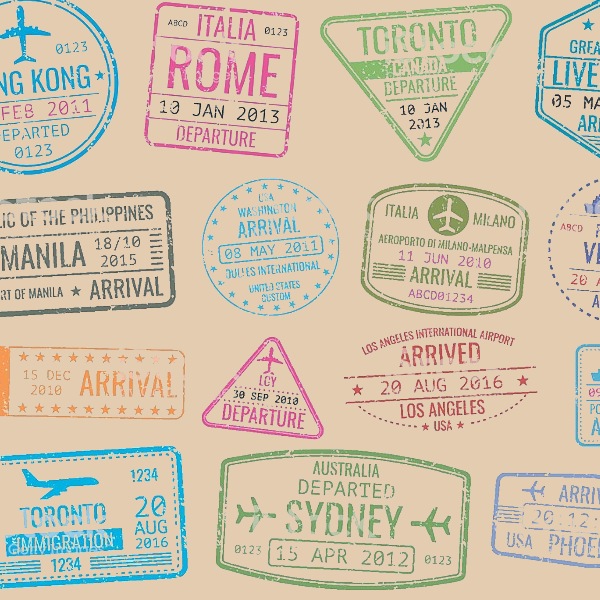 0123
NG KONG
FEB 2011
DEPARTED
0123
ABCD ITALIA 0123
ROME
10 JAN 2013
DEPARTURE
TORONTO
CANADA
DEPARTURE
10 JAN
2013
GREA
LIVE
05 MA
ARR
LIC OF THE PHILIPPINES
MANILA 18/10
2015
RT OF MANILA ARRIVAL
USA
WASHINGTON
ARRIVAL
08 MAY 2011
DULLES INTERNATIONAL
UNITED STATES
CUSTOM
ITALIA MILANO
AEROPORTO DI MILANO-MALPENSA
11 JUN 2010
ARRIVAL
ABCD01234
ABCD
VE
20
A
15 DEC
2010
ARRIVAL
LCY
30 SEP 2010
DEPARTURE
LOS ANGELES INTERNATIONAL AIRPORT
ARRIVED
20 AUG 2016
LOS ANGELES
USA
09
PO
A
1234
TORONTO
IMMIGRATION
1234
20
AUG
2016
AUSTRALIA
DEPARTED
SYDNEY
0123 15 APR 2012 0123
ARRIV
20 12
USA PHOE